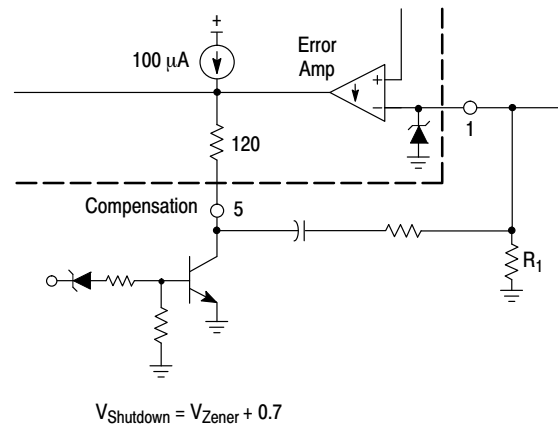 +
100 µA
Error
Amp
+
−
1
120
Compensation
5
R1
VShutdown = VZener + 0.7